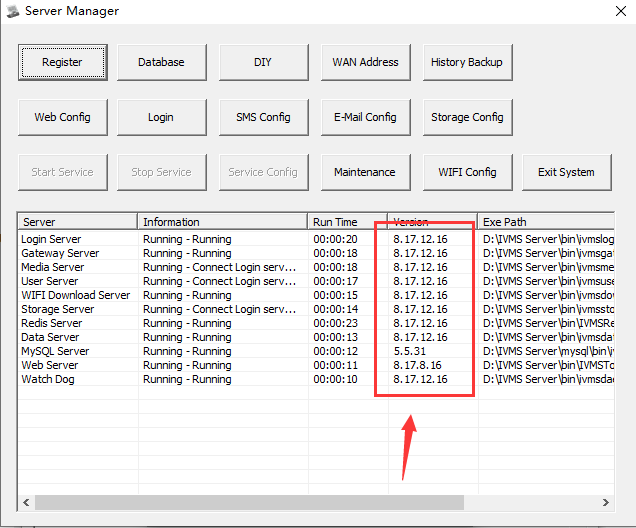 Server Manager
Register Database DIY WAN Address History Backup
Web Config Login SMS Config E-Mail Config Storage Config
Start Service Stop Service Service Config Maintenance WIFI Config Exit System
Server Information Run Time Version Exe Path
Login Server Running - Running 00:00:20 8.17.12.16 D:\IVMS Server\bin\ivmslog
Gateway Server Running - Running 00:00:18 8.17.12.16 D:\IVMS Server\bin\ivmsgat
Media Server Running - Connect Login serv... 00:00:18 8.17.12.16 D:\IVMS Server\bin\ivmsme
User Server Running - Connect Login serv... 00:00:17 8.17.12.16 D:\IVMS Server\bin\ivmsuse
WIFI Download Server Running - Running 00:00:15 8.17.12.16 D:\IVMS Server\bin\ivmsdov
Storage Server Running - Connect Login serv... 00:00:14 8.17.12.16 D:\IVMS Server\bin\ivmssto
Redis Server Running - Running 00:00:23 8.17.12.16 D:\IVMS Server\bin\IVMSRe
Data Server Running - Running 00:00:13 8.17.12.16 D:\IVMS Server\bin\ivmsdat
MySQL Server Running - Running 00:00:12 5.5.31 D:\IVMS Server\mysql\bin\
Web Server Running - Running 00:00:11 8.17.8.16 D:\IVMS Server\bin\IVMSTo
Watch Dog Running - Running 00:00:10 8.17.12.16 D:\IVMS Server\bin\ivmsdae